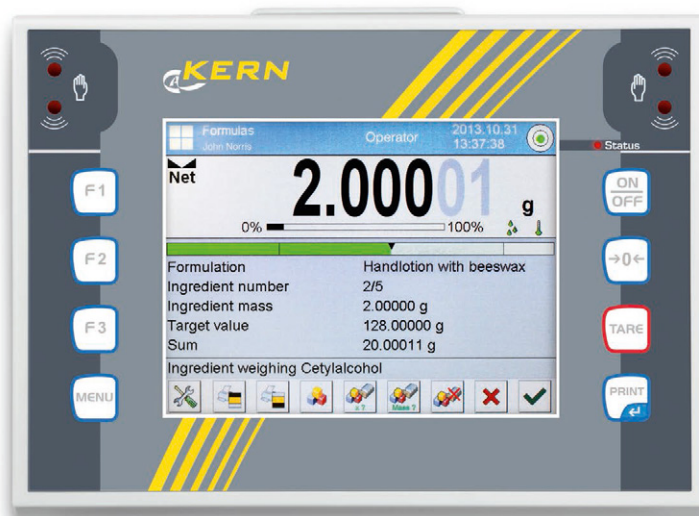 KERN
Formulas
John Norris
Operator
2013.10.31
13:37:38
Status
Net
2.00001 g
0% 100%
Formulation Handlotion with beeswax
Ingredient number 2/5
Ingredient mass 2.00000 g
Target value 128.00000 g
Sum 20.00011 g
Ingredient weighing Cetylalcohol
x ?
Mass ?
F1
F2
F3
MENU
ON
OFF
→0←
TARE
PRINT